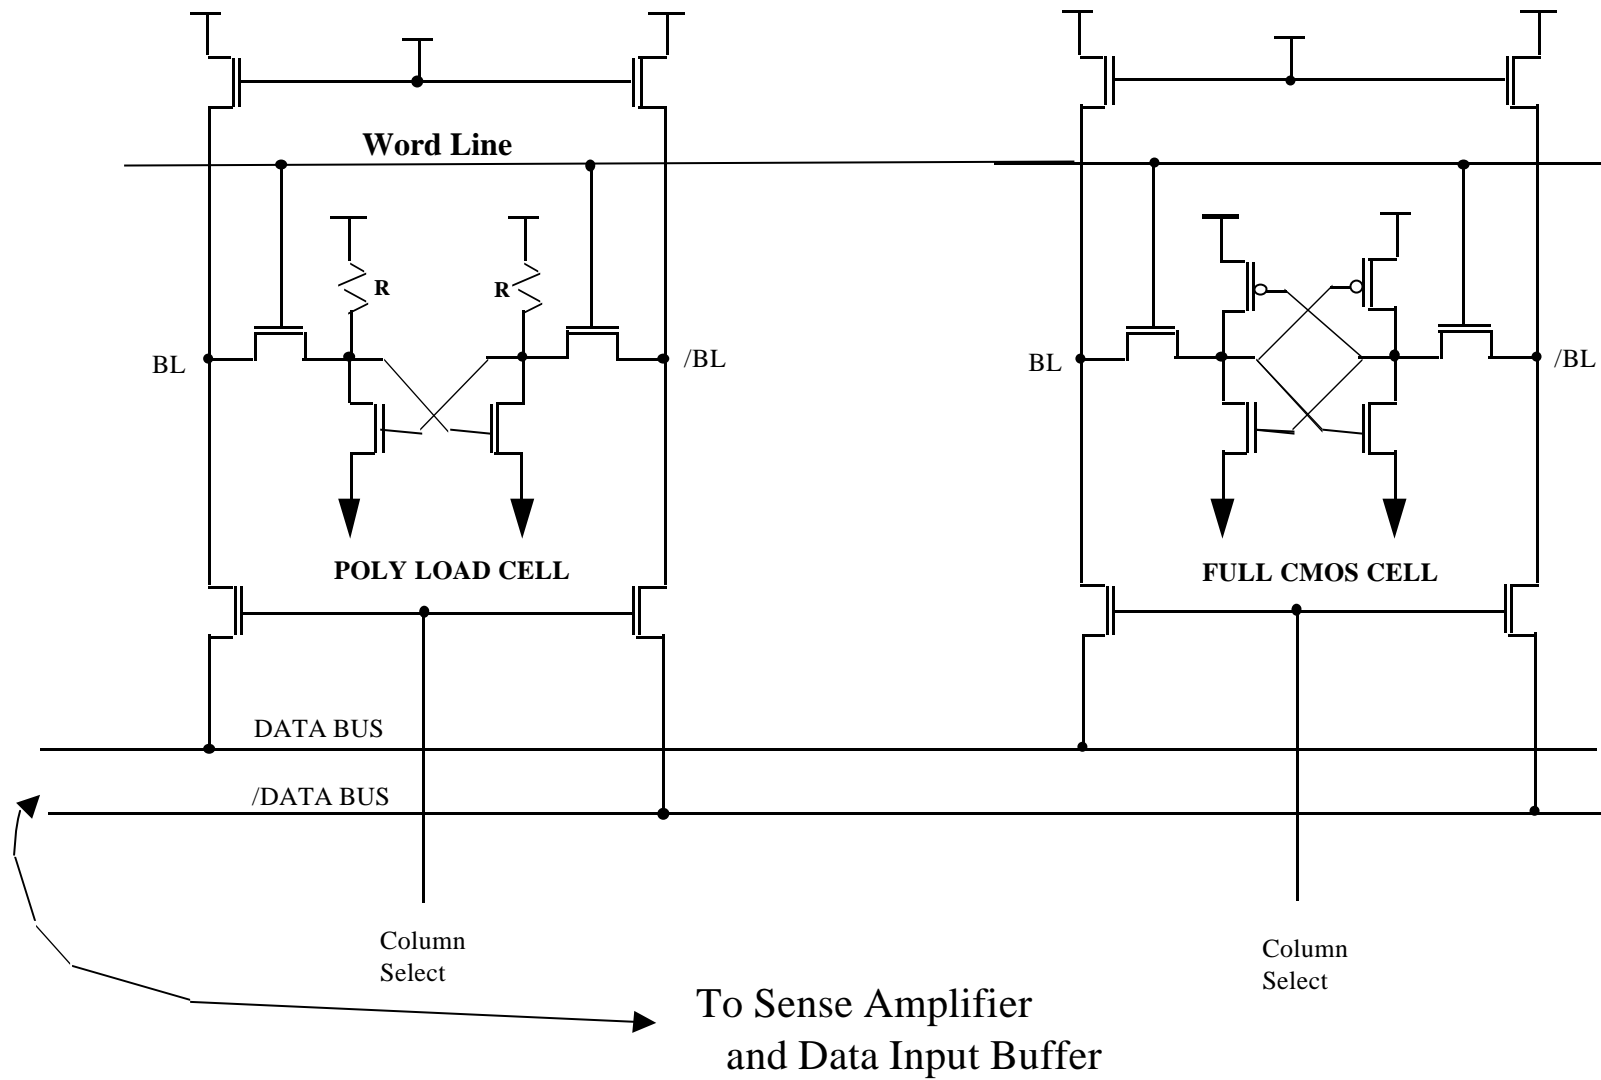 Word Line
R
R
BL
/BL
BL
/BL
POLY LOAD CELL
FULL CMOS CELL
DATA BUS
/DATA BUS
Column
Select
Column
Select
To Sense Amplifier
and Data Input Buffer